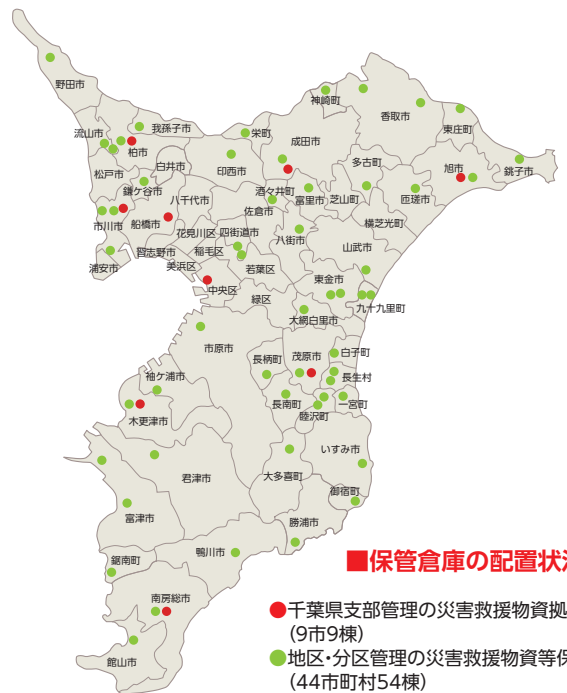 野田市
流山市
我孫子市
柏市
松戸市
白井市
鎌ケ谷市
印西市
栄町
成田市
神崎町
香取市
東庄町
多古町
旭市
銚子市
匝瑳市
市川市
船橋市
八千代市
酒々井町
富里市
芝山町
佐倉市
横芝光町
花見川区
四街道市
八街市
山武市
浦安市
習志野市
美浜区
稲毛区
若葉区
中央区
緑区
東金市
九十九里町
大網白里市
市原市
長柄町
茂原市
白子町
長生村
袖ケ浦市
長南町
睦沢町
一宮町
木更津市
いすみ市
君津市
大多喜町
御宿町
富津市
勝浦市
鴨川市
鋸南町
南房総市
館山市
■保管倉庫の配置状
●千葉県支部管理の災害救援物資拠
(9市9棟)
●地区・分区管理の災害救援物資等保
(44市町村54棟)